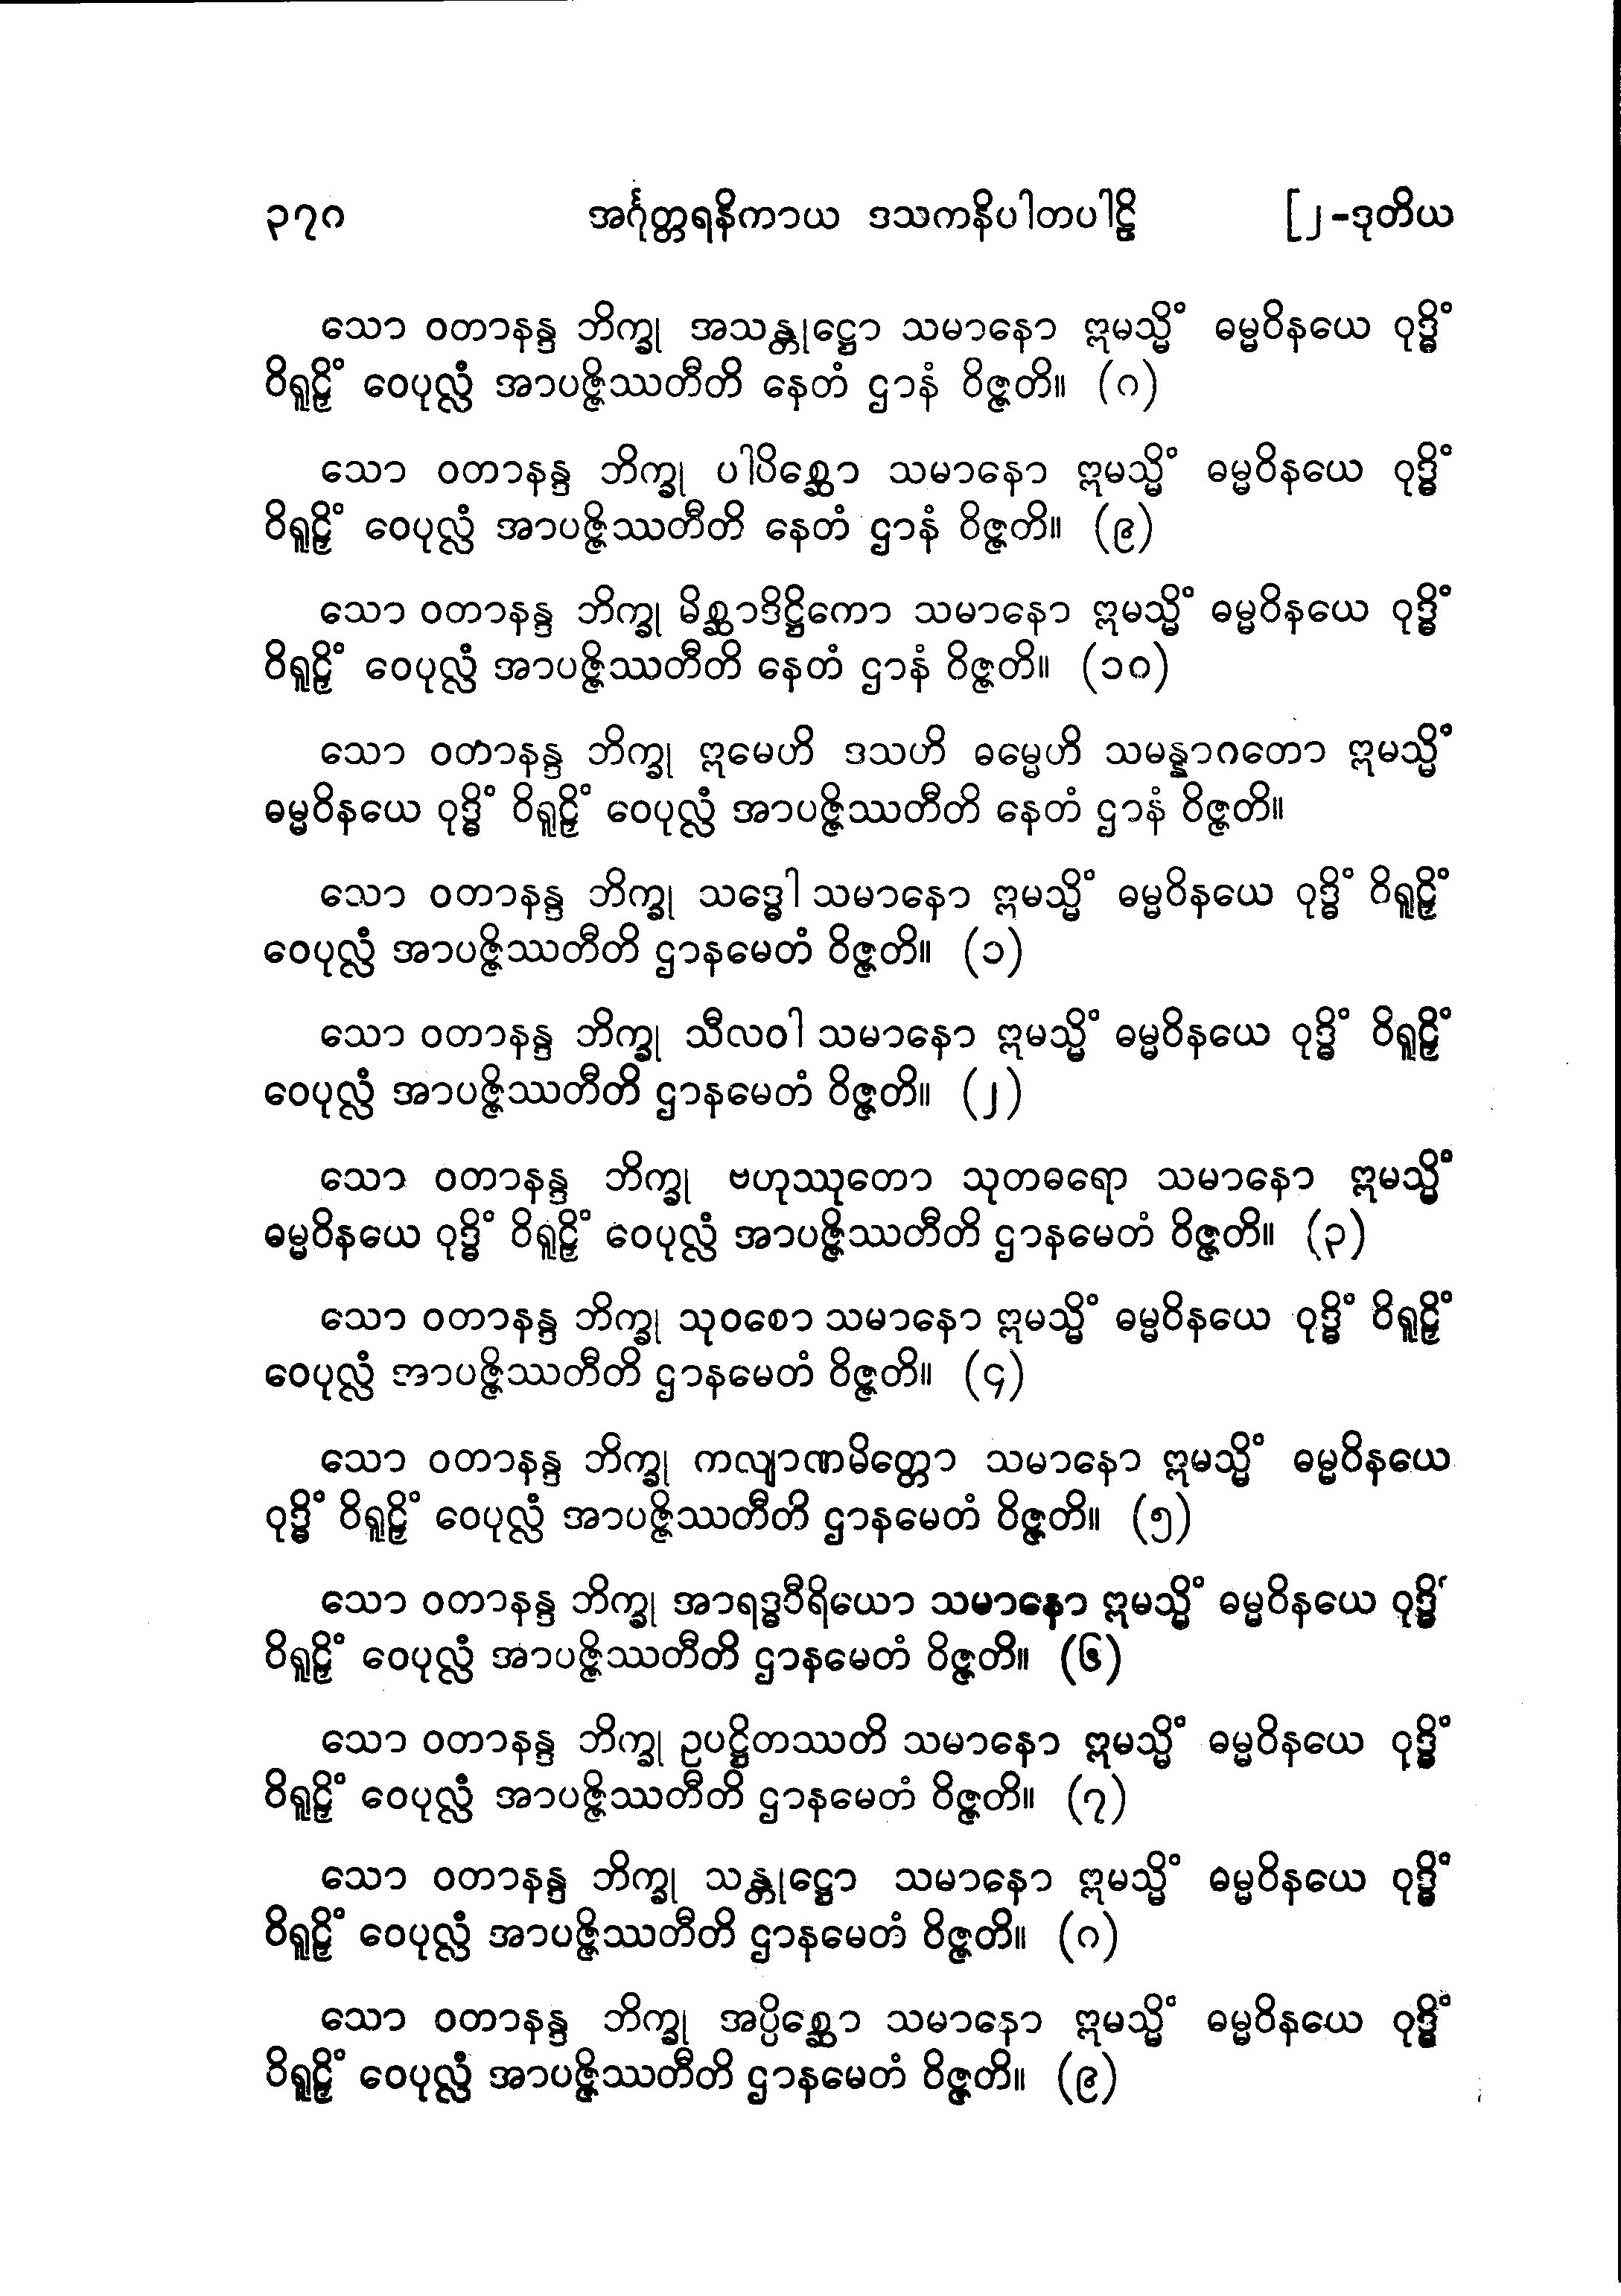 ၃၇၈ အင်္ဂုတ္တရနိကာယ ဒသကနိပါတပါဠိ [၂-ဒုတိယ
သော ဝတာနန္ဒ ဘိက္ခု အသန္တုဋ္ဌော သမာနော ဣမသ္မိံ ဓမ္မဝိနယေ ဝုဒ္ဓိံ
ဝိရူဠှိံ ဝေပုလ္လံ အာပဇ္ဇိဿတီတိ နေတံ ဌာနံ ဝိဇ္ဇတိ။ (၈)
သော ဝတာနန္ဒ ဘိက္ခု ပါပိစ္ဆော သမာနော ဣမသ္မိံ ဓမ္မဝိနယေ ဝုဒ္ဓိံ
ဝိရူဠှိံ ဝေပုလ္လံ အာပဇ္ဇိဿတီတိ နေတံ ဌာနံ ဝိဇ္ဇတိ။ (၉)
သော ဝတာနန္ဒ ဘိက္ခု မိစ္ဆာဒိဋ္ဌိကော သမာနော ဣမသ္မိံ ဓမ္မဝိနယေ ဝုဒ္ဓိံ
ဝိရူဠှိံ ဝေပုလ္လံ အာပဇ္ဇိဿတီတိ နေတံ ဌာနံ ဝိဇ္ဇတိ။ (၁၀)
သော ဝတာနန္ဒ ဘိက္ခု ဣမေဟိ ဒသဟိ ဓမ္မေဟိ သမန္နာဂတော ဣမသ္မိံ
ဓမ္မဝိနယေ ဝုဒ္ဓိံ ဝိရူဠှိံ ဝေပုလ္လံ အာပဇ္ဇိဿတီတိ နေတံ ဌာနံ ဝိဇ္ဇတိ။
သော ဝတာနန္ဒ ဘိက္ခု သဒ္ဓေါ သမာနော ဣမသ္မိံ ဓမ္မဝိနယေ ဝုဒ္ဓိံ ဝိရူဠှိံ
ဝေပုလ္လံ အာပဇ္ဇိဿတီတိ ဌာနမေတံ ဝိဇ္ဇတိ။ (၁)
သော ဝတာနန္ဒ ဘိက္ခု သီလဝါ သမာနော ဣမသ္မိံ ဓမ္မဝိနယေ ဝုဒ္ဓိံ ဝိရူဠှိံ
ဝေပုလ္လံ အာပဇ္ဇိဿတီတိ ဌာနမေတံ ဝိဇ္ဇတိ။ (၂)
သော ဝတာနန္ဒ ဘိက္ခု ဗဟုဿုတော သုတဓရော သမာနော ဣမသ္မိံ
ဓမ္မဝိနယေ ဝုဒ္ဓိံ ဝိရူဠှိံ ဝေပုလ္လံ အာပဇ္ဇိဿတီတိ ဌာနမေတံ ဝိဇ္ဇတိ။ (၃)
သော ဝတာနန္ဒ ဘိက္ခု သုဝစော သမာနော ဣမသ္မိံ ဓမ္မဝိနယေ ဝုဒ္ဓိံ ဝိရူဠှိံ
ဝေပုလ္လံ အာပဇ္ဇိဿတီတိ ဌာနမေတံ ဝိဇ္ဇတိ။ (၄)
သော ဝတာနန္ဒ ဘိက္ခု ကလျာဏမိတ္တော သမာနော ဣမသ္မိံ ဓမ္မဝိနယေ
ဝုဒ္ဓိံ ဝိရူဠှိံ ဝေပုလ္လံ အာပဇ္ဇိဿတီတိ ဌာနမေတံ ဝိဇ္ဇတိ။ (၅)
သော ဝတာနန္ဒ ဘိက္ခု အာရဒ္ဓဝီရိယော သမာနော ဣမသ္မိံ ဓမ္မဝိနယေ ဝုဒ္ဓိံ
ဝိရူဠှိံ ဝေပုလ္လံ အာပဇ္ဇိဿတီတိ ဌာနမေတံ ဝိဇ္ဇတိ။ (၆)
သော ဝတာနန္ဒ ဘိက္ခု ဥပဋ္ဌိတဿတိ သမာနော ဣမသ္မိံ ဓမ္မဝိနယေ ဝုဒ္ဓိံ
ဝိရူဠှိံ ဝေပုလ္လံ အာပဇ္ဇိဿတီတိ ဌာနမေတံ ဝိဇ္ဇတိ။ (၇)
သော ဝတာနန္ဒ ဘိက္ခု သန္တုဋ္ဌော သမာနော ဣမသ္မိံ ဓမ္မဝိနယေ ဝုဒ္ဓိံ
ဝိရူဠှိံ ဝေပုလ္လံ အာပဇ္ဇိဿတီတိ ဌာနမေတံ ဝိဇ္ဇတိ။ (၈)
သော ဝတာနန္ဒ ဘိက္ခု အပ္ပိစ္ဆော သမာနော ဣမသ္မိံ ဓမ္မဝိနယေ ဝုဒ္ဓိံ
ဝိရူဠှိံ ဝေပုလ္လံ အာပဇ္ဇိဿတီတိ ဌာနမေတံ ဝိဇ္ဇတိ။ (၉)